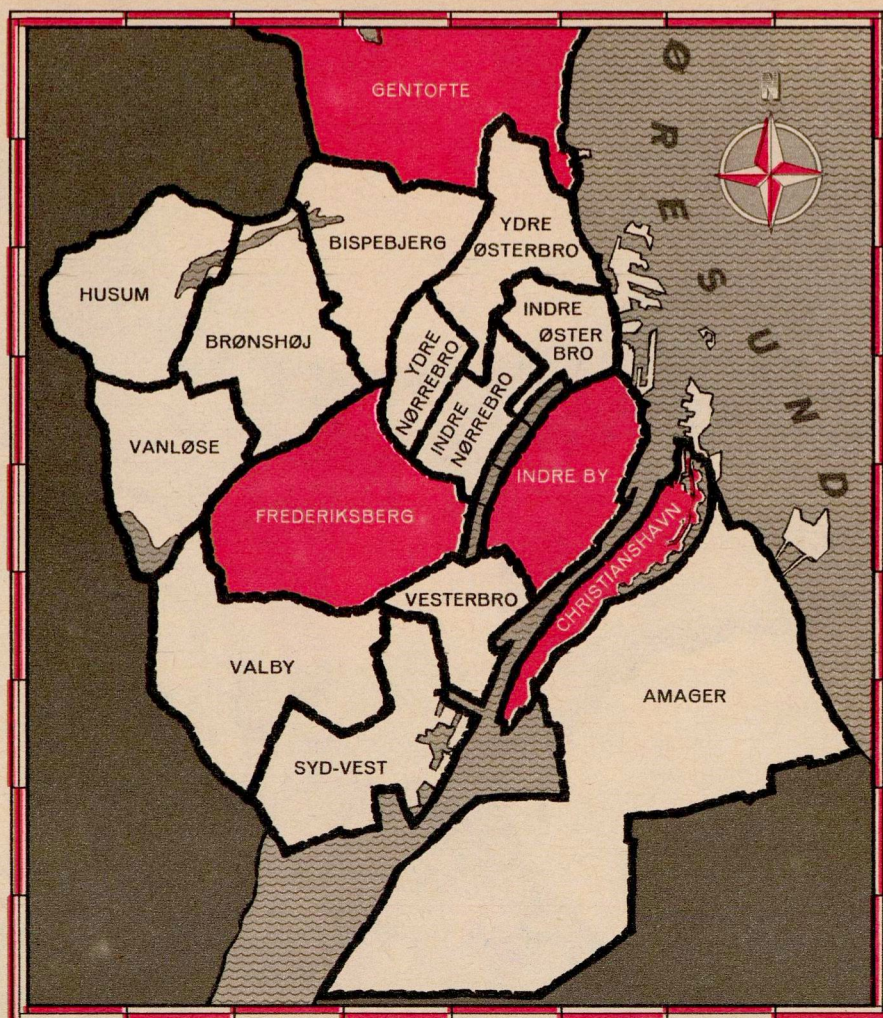 GENTOFTE
ØRESUND
N
YDRE
ØSTERBRO
BISPEBJERG
HUSUM
INDRE
ØSTER
BRO
BRØNSHØJ
YDRE
NØRREBRO
INDRE
NØRREBRO
VANLØSE
INDRE BY
FREDERIKSBERG
CHRISTIANSHAVN
VESTERBRO
VALBY
AMAGER
SYD-VEST